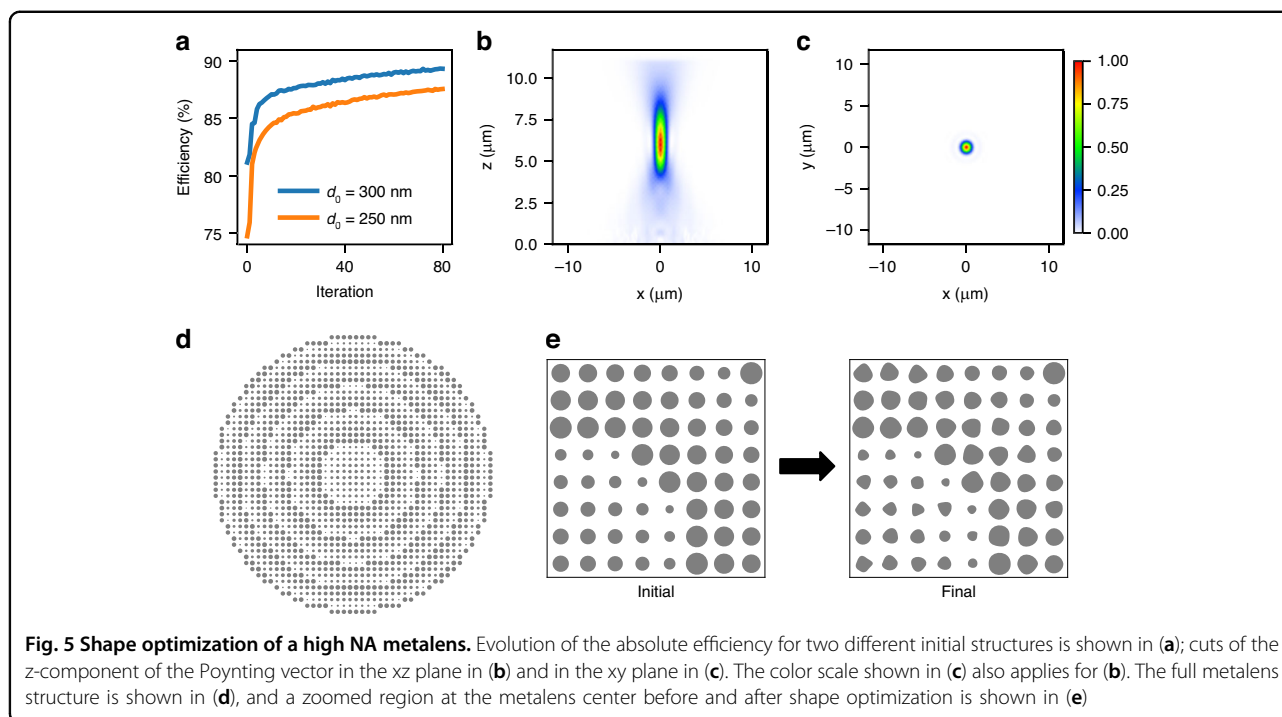 a
90
85
80
75
Efficiency (%)
d0 = 300 nm
d0 = 250 nm
0 40 80
Iteration
b
10.0
7.5
5.0
2.5
0.0
z (μm)
−10 0 10
x (μm)
c
10
5
0
−5
−10
y (μm)
−10 0 10
x (μm)
1.00
0.75
0.50
0.25
0.00
d
e
Initial
Final
Fig. 5 Shape optimization of a high NA metalens. Evolution of the absolute efficiency for two different initial structures is shown in (a); cuts of the
z-component of the Poynting vector in the xz plane in (b) and in the xy plane in (c). The color scale shown in (c) also applies for (b). The full metalens
structure is shown in (d), and a zoomed region at the metalens center before and after shape optimization is shown in (e)